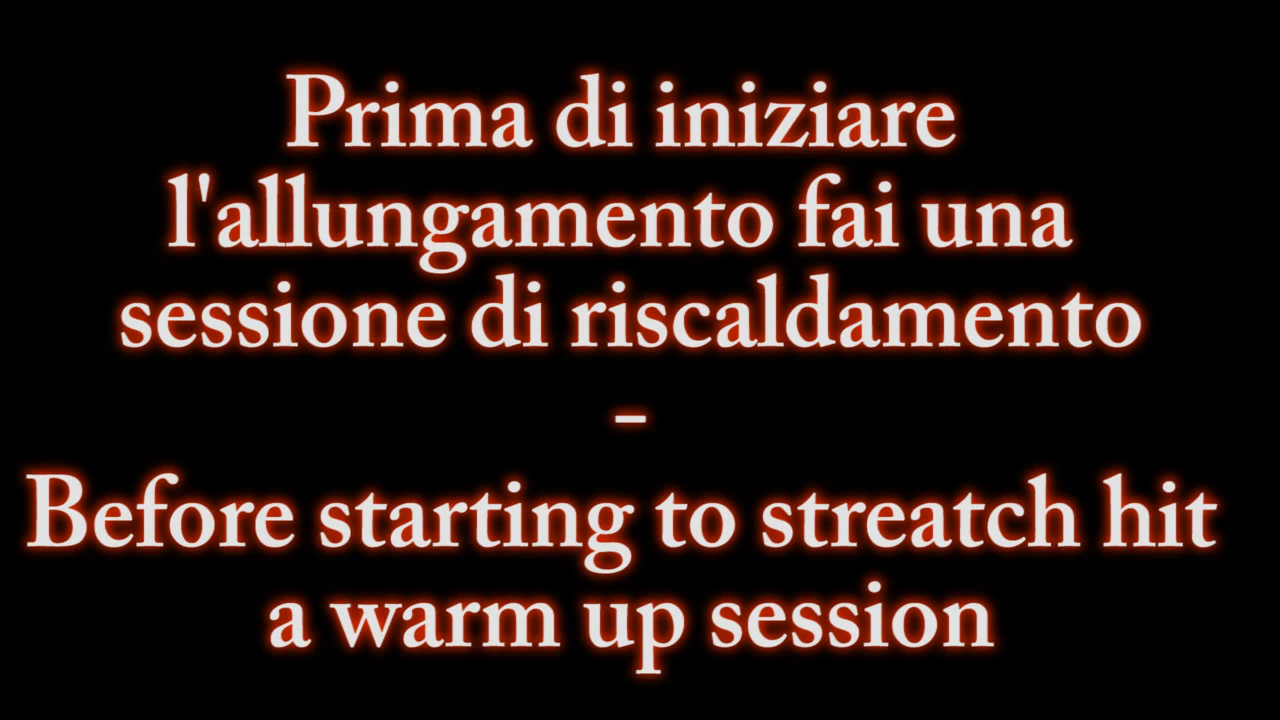 Prima di iniziare
l'allungamento fai una
sessione di riscaldamento
-
Before starting to streatch hit
a warm up session